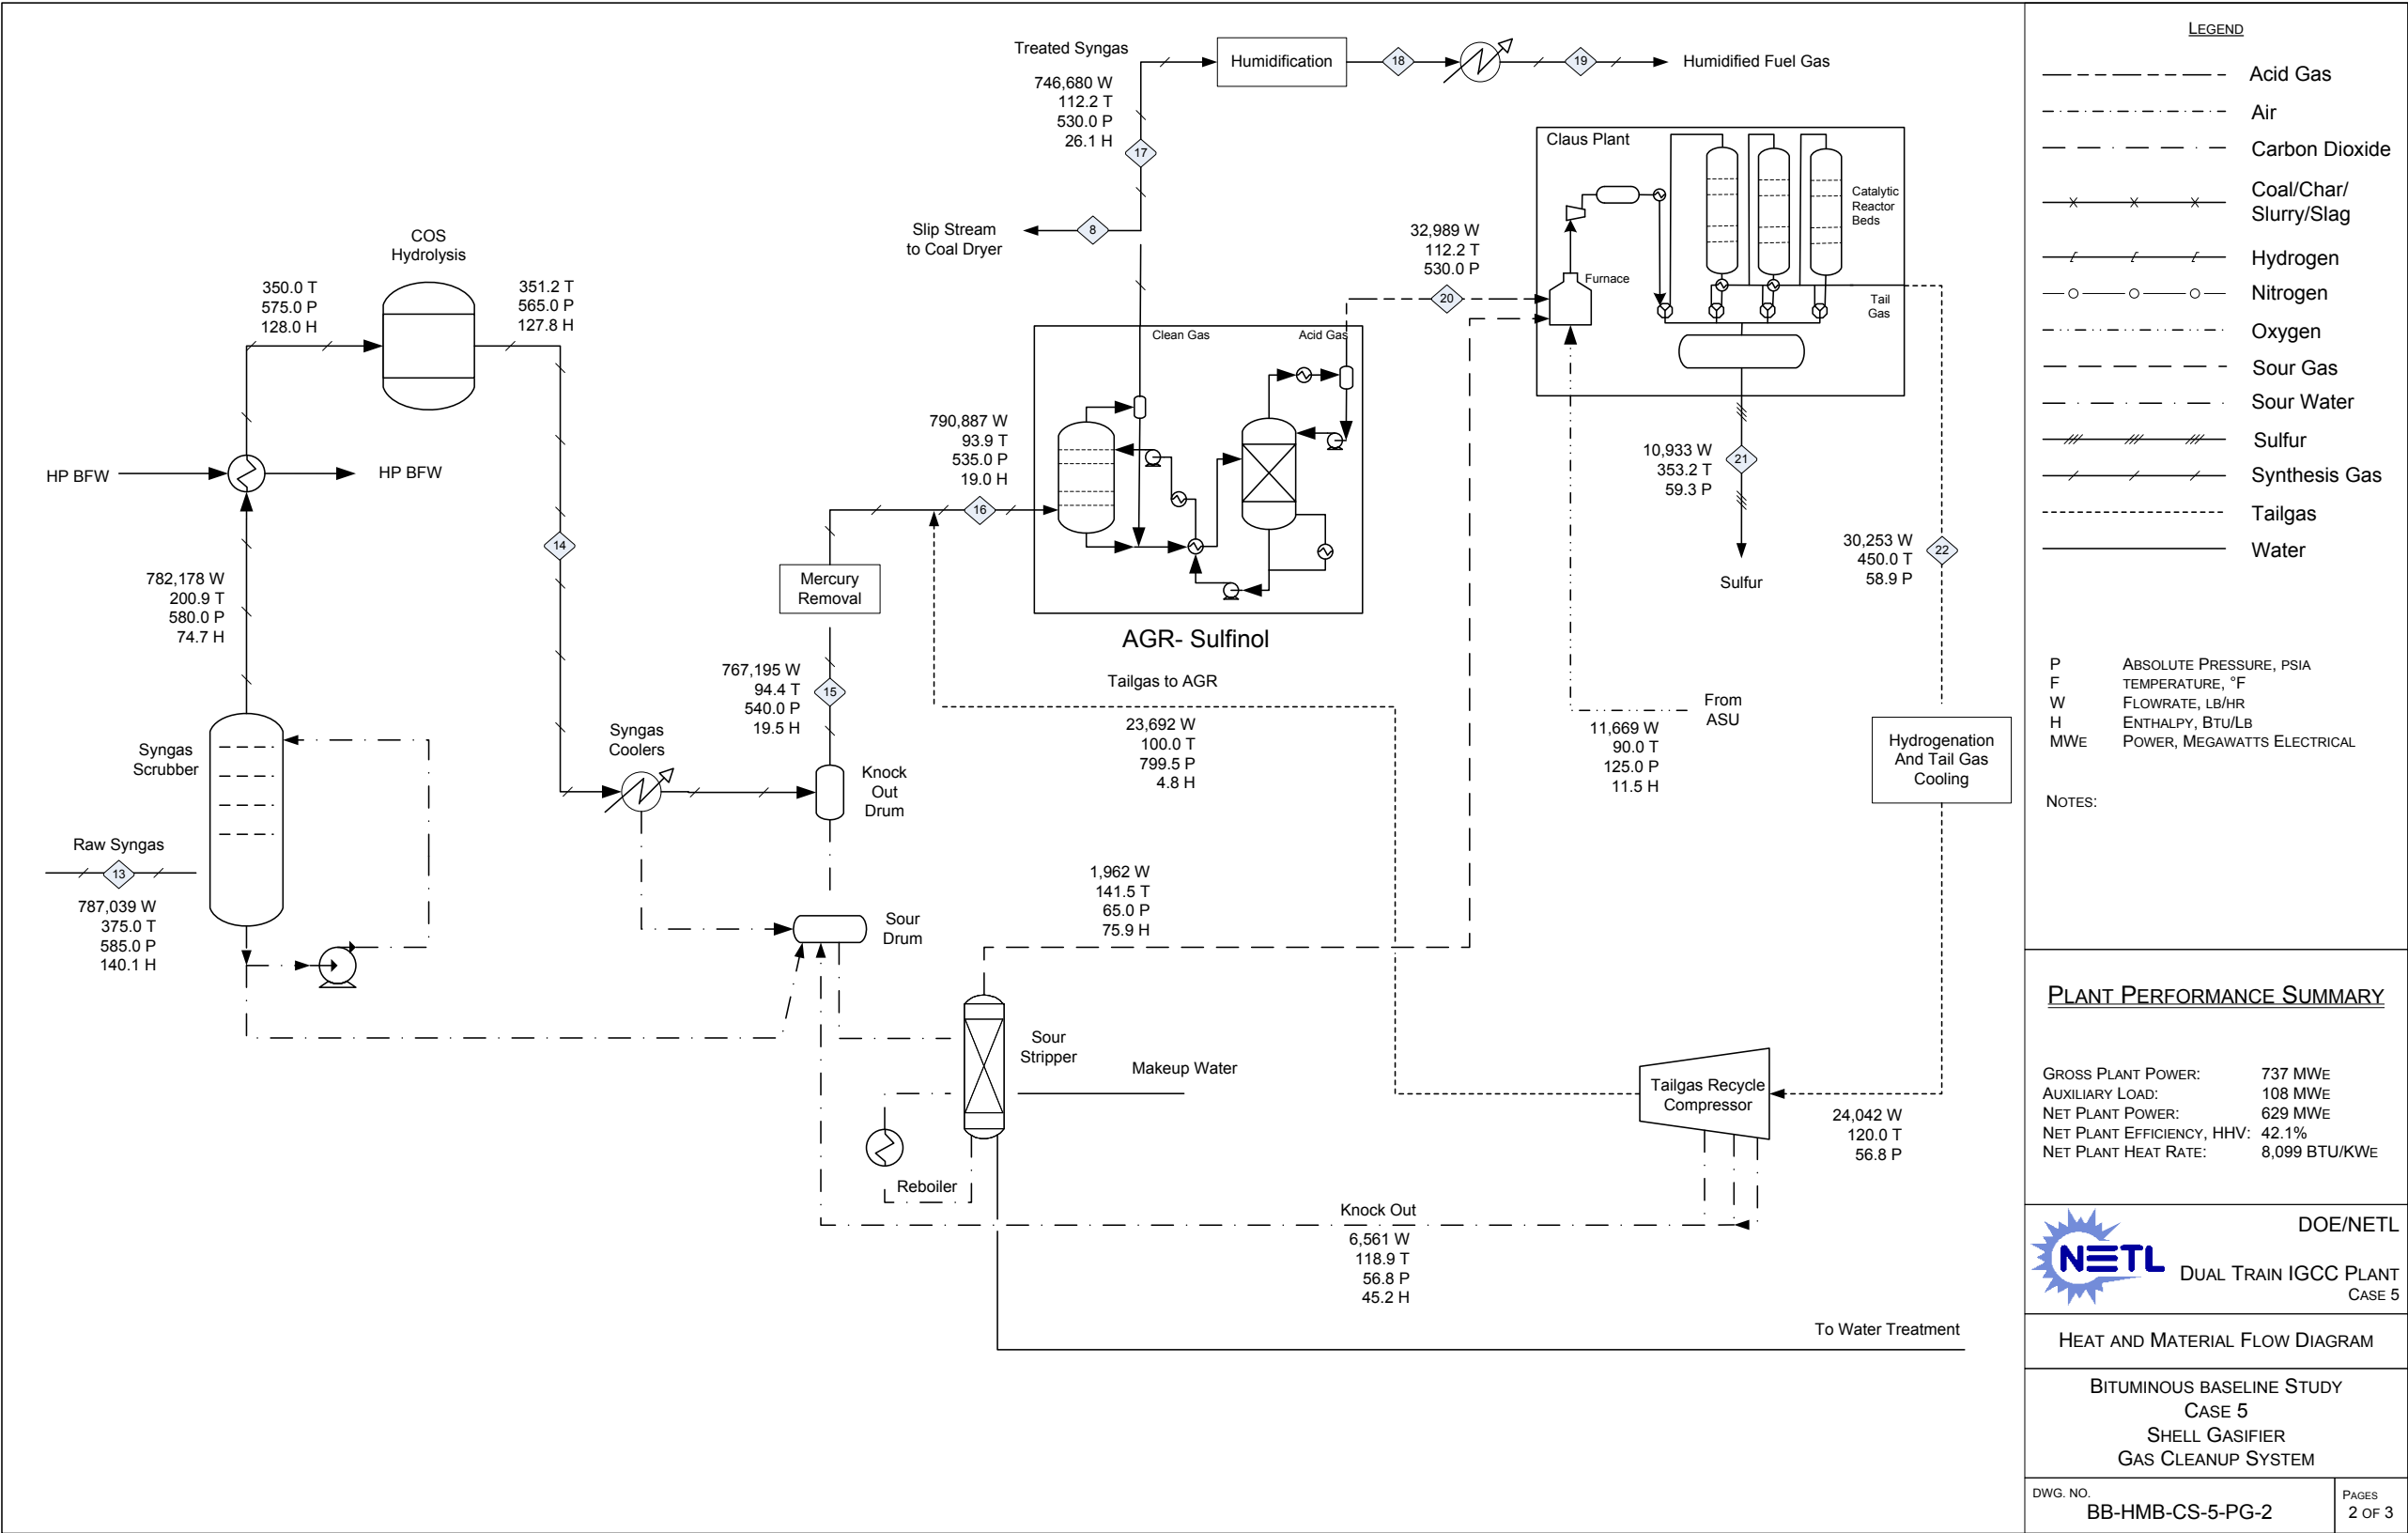 Treated Syngas
746,680 W
112.2 T
530.0 P
26.1 H
17
Humidification
18
19
Humidified Fuel Gas
Slip Stream
to Coal Dryer
8
COS
Hydrolysis
350.0 T
575.0 P
128.0 H
351.2 T
565.0 P
127.8 H
HP BFW
HP BFW
14
782,178 W
200.9 T
580.0 P
74.7 H
Syngas
Scrubber
Raw Syngas
13
787,039 W
375.0 T
585.0 P
140.1 H
Syngas
Coolers
Mercury
Removal
767,195 W
94.4 T
540.0 P
19.5 H
15
Knock
Out
Drum
Sour
Drum
790,887 W
93.9 T
535.0 P
19.0 H
16
Clean Gas
Acid Gas
AGR- Sulfinol
Tailgas to AGR
23,692 W
100.0 T
799.5 P
4.8 H
32,989 W
112.2 T
530.0 P
20
Claus Plant
Furnace
Catalytic
Reactor
Beds
Tail
Gas
10,933 W
353.2 T
59.3 P
21
Sulfur
30,253 W
450.0 T
58.9 P
22
From
ASU
11,669 W
90.0 T
125.0 P
11.5 H
Hydrogenation
And Tail Gas
Cooling
1,962 W
141.5 T
65.0 P
75.9 H
Sour
Stripper
Makeup Water
Reboiler
Tailgas Recycle
Compressor
24,042 W
120.0 T
56.8 P
Knock Out
6,561 W
118.9 T
56.8 P
45.2 H
To Water Treatment
LEGEND
Acid Gas
Air
Carbon Dioxide
Coal/Char/
Slurry/Slag
Hydrogen
Nitrogen
Oxygen
Sour Gas
Sour Water
Sulfur
Synthesis Gas
Tailgas
Water
P ABSOLUTE PRESSURE, PSIA
F TEMPERATURE, °F
W FLOWRATE, LB/HR
H ENTHALPY, BTU/LB
MWE POWER, MEGAWATTS ELECTRICAL
NOTES:
PLANT PERFORMANCE SUMMARY
GROSS PLANT POWER: 737 MWE
AUXILIARY LOAD: 108 MWE
NET PLANT POWER: 629 MWE
NET PLANT EFFICIENCY, HHV: 42.1%
NET PLANT HEAT RATE: 8,099 BTU/KWE
NETL
DOE/NETL
DUAL TRAIN IGCC PLANT
CASE 5
HEAT AND MATERIAL FLOW DIAGRAM
BITUMINOUS BASELINE STUDY
CASE 5
SHELL GASIFIER
GAS CLEANUP SYSTEM
DWG. NO.
BB-HMB-CS-5-PG-2
PAGES
2 OF 3